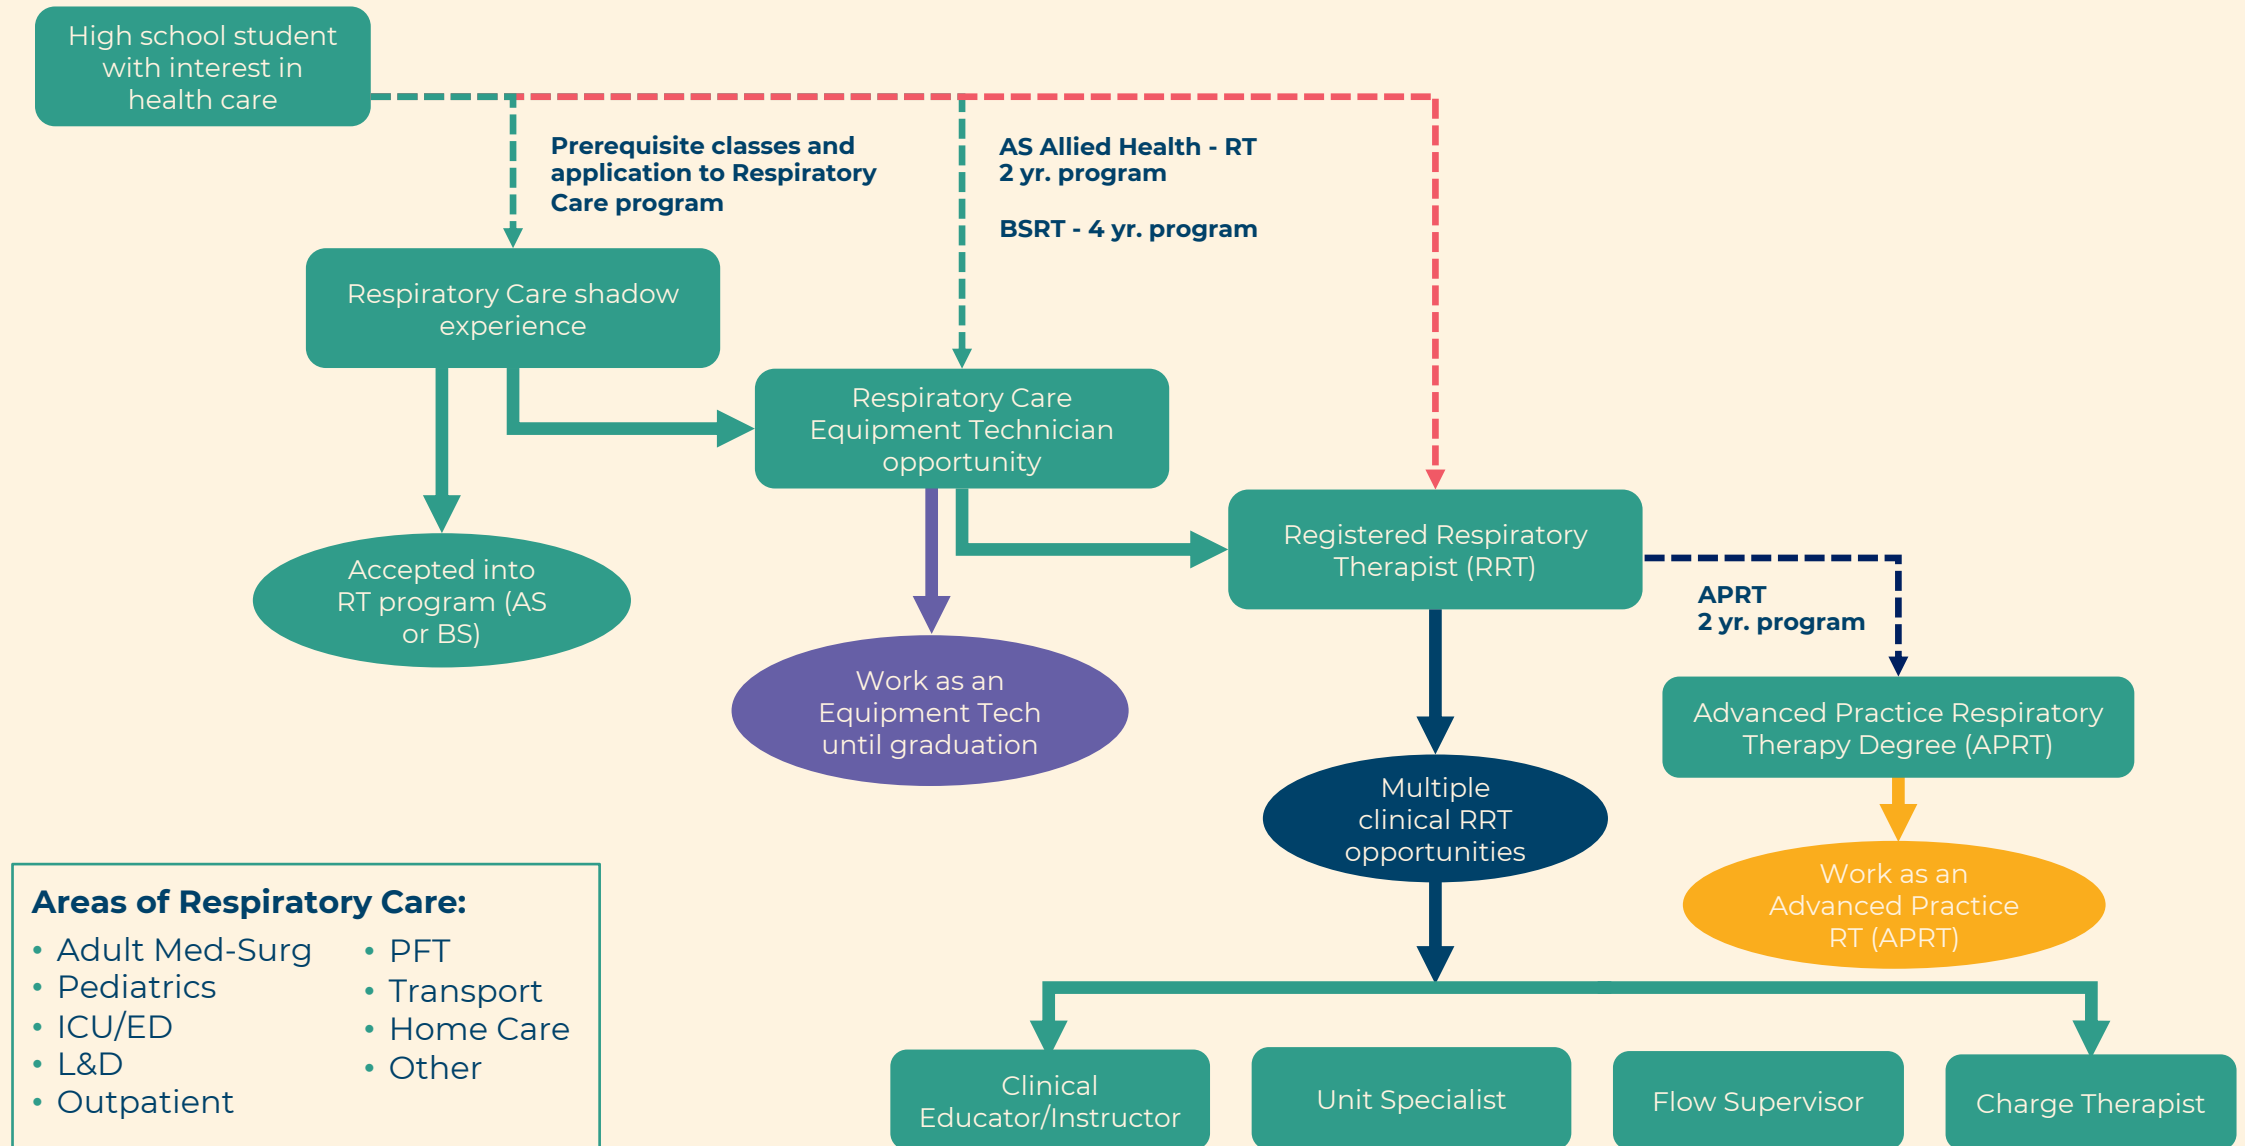 High school student
with interest in
health care
Prerequisite classes and
application to Respiratory
Care program
AS Allied Health - RT
2 yr. program
BSRT - 4 yr. program
Respiratory Care shadow
experience
Respiratory Care
Equipment Technician
opportunity
Registered Respiratory
Therapist (RRT)
Accepted into
RT program (AS
or BS)
APRT
2 yr. program
Work as an
Equipment Tech
until graduation
Advanced Practice Respiratory
Therapy Degree (APRT)
Multiple
clinical RRT
opportunities
Work as an
Advanced Practice
RT (APRT)
Areas of Respiratory Care:
• Adult Med-Surg
• Pediatrics
• ICU/ED
• L&D
• Outpatient
• PFT
• Transport
• Home Care
• Other
Clinical
Educator/Instructor
Unit Specialist
Flow Supervisor
Charge Therapist